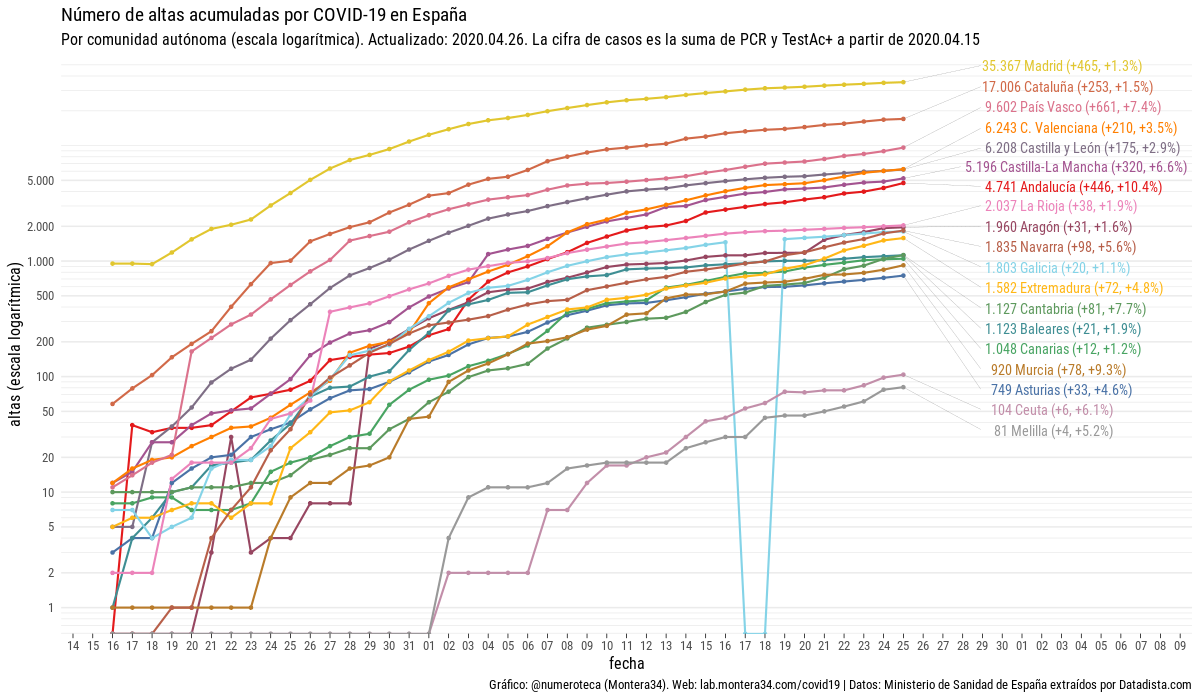 Número de altas acumuladas por COVID-19 en España
Por comunidad autónoma (escala logarítmica). Actualizado: 2020.04.26. La cifra de casos es la suma de PCR y TestAc+ a partir de 2020.04.15
35.367 Madrid (+465, +1.3%)
17.006 Cataluña (+253, +1.5%)
9.602 País Vasco (+661, +7.4%)
6.243 C. Valenciana (+210, +3.5%)
6.208 Castilla y León (+175, +2.9%)
5.196 Castilla-La Mancha (+320, +6.6%)
4.741 Andalucía (+446, +10.4%)
2.037 La Rioja (+38, +1.9%)
1.960 Aragón (+31, +1.6%)
1.835 Navarra (+98, +5.6%)
1.803 Galicia (+20, +1.1%)
1.582 Extremadura (+72, +4.8%)
1.127 Cantabria (+81, +7.7%)
1.123 Baleares (+21, +1.9%)
1.048 Canarias (+12, +1.2%)
920 Murcia (+78, +9.3%)
749 Asturias (+33, +4.6%)
104 Ceuta (+6, +6.1%)
81 Melilla (+4, +5.2%)
altas (escala logarítmica)
5.000
2.000
1.000
500
200
100
50
20
10
5
2
1
14 15 16 17 18 19 20 21 22 23 24 25 26 27 28 29 30 31 01 02 03 04 05 06 07 08 09 10 11 12 13 14 15 16 17 18 19 20 21 22 23 24 25 26 27 28 29 30 01 02 03 04 05 06 07 08 09
fecha
Gráfico: @numeroteca (Montera34). Web: lab.montera34.com/covid19 | Datos: Ministerio de Sanidad de España extraídos por Datadista.com